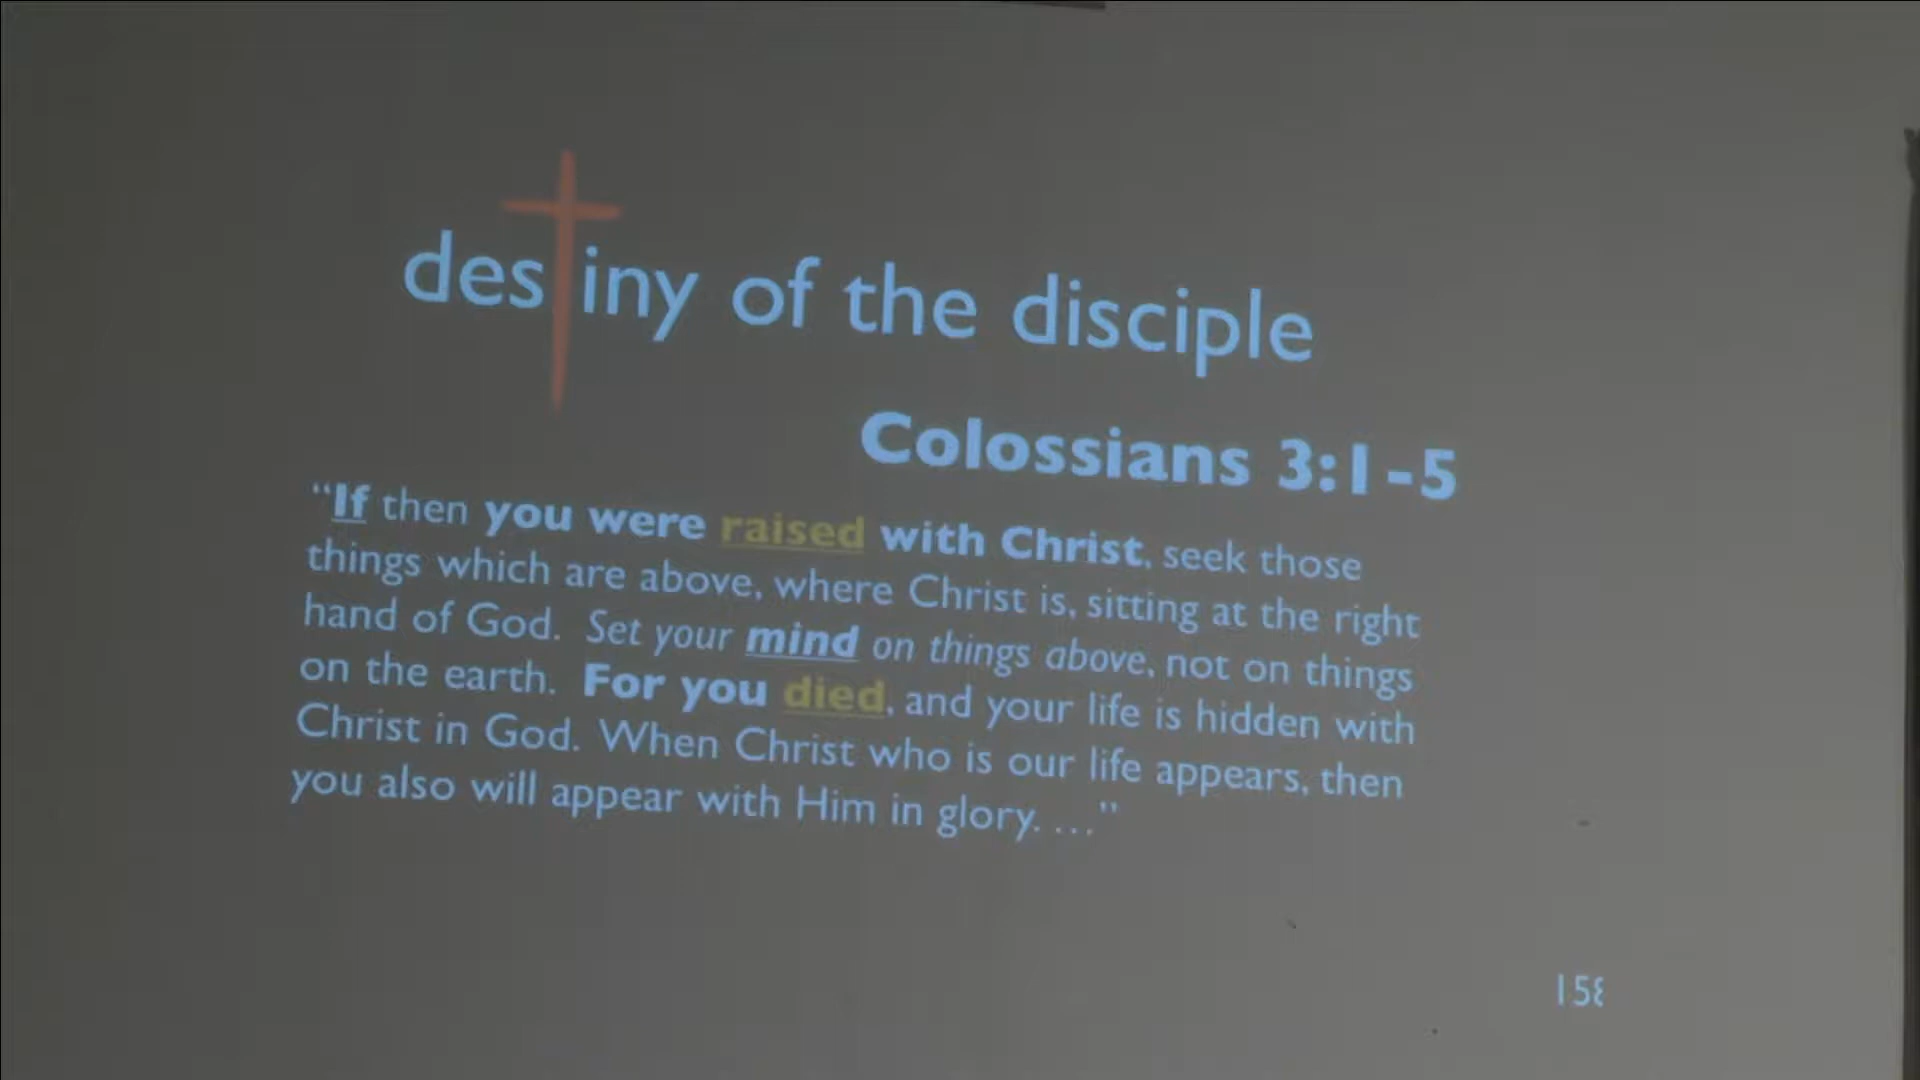 destiny of the disciple
Colossians 3:1-5
“If then you were raised with Christ, seek those
things which are above, where Christ is, sitting at the right
hand of God. Set your mind on things above, not on things
on the earth. For you died, and your life is hidden with
Christ in God. When Christ who is our life appears, then
you also will appear with Him in glory. …”
158